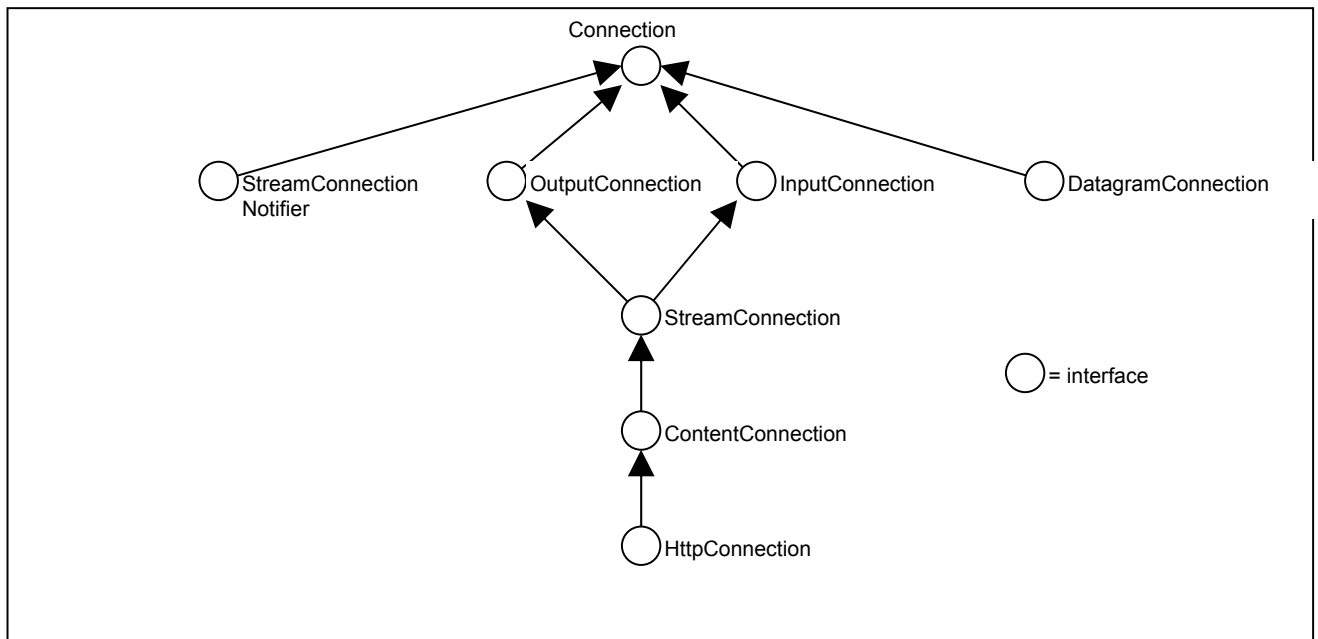 Connection
StreamConnection
Notifier
OutputConnection
InputConnection
DatagramConnection
StreamConnection
= interface
ContentConnection
HttpConnection